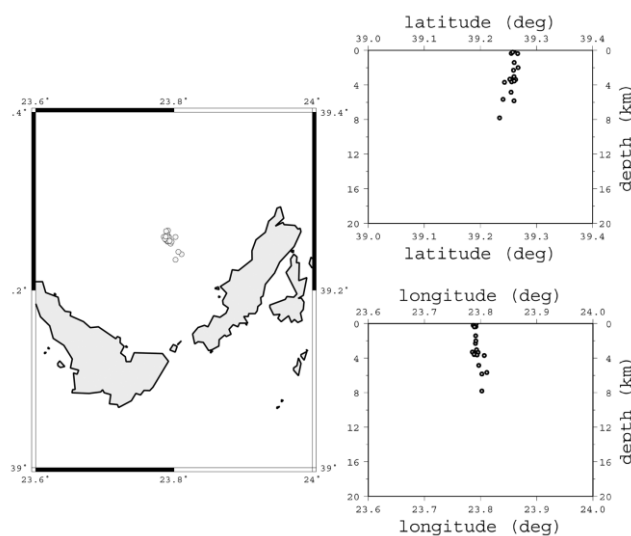 23.6˚ 23.8˚ 24˚
.4˚ 39.4˚
.2˚ 39.2˚
39˚ 39˚
23.6˚ 23.8˚ 24˚
latitude (deg)
39.0 39.1 39.2 39.3 39.4
0 0
4 4
8 8
12 12
16 16
20 20
depth (km)
39.0 39.1 39.2 39.3 39.4
latitude (deg)
longitude (deg)
23.6 23.7 23.8 23.9 24.0
0 0
4 4
8 8
12 12
16 16
20 20
depth (km)
23.6 23.7 23.8 23.9 24.0
longitude (deg)